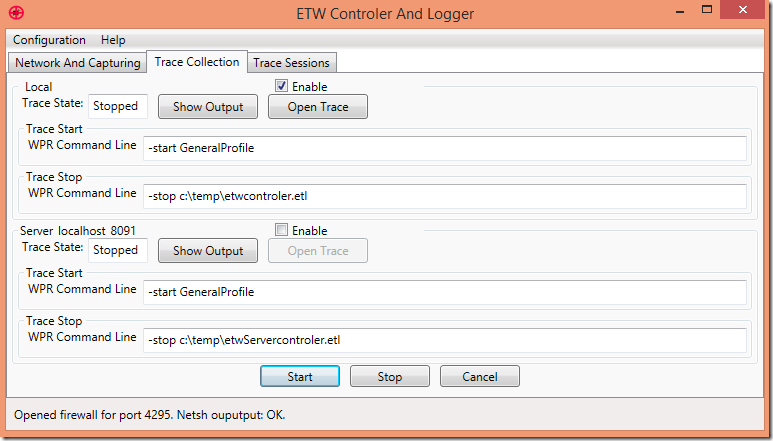 ETW Controler And Logger
Configuration Help
Network And Capturing Trace Collection Trace Sessions
Local Enable
Trace State: Stopped Show Output Open Trace
Trace Start
WPR Command Line -start GeneralProfile
Trace Stop
WPR Command Line -stop c:\temp\etwcontroler.etl
Server localhost 8091 Enable
Trace State: Stopped Show Output Open Trace
Trace Start
WPR Command Line -start GeneralProfile
Trace Stop
WPR Command Line -stop c:\temp\etwServercontroler.etl
Start Stop Cancel
Opened firewall for port 4295. Netsh ouputput: OK.